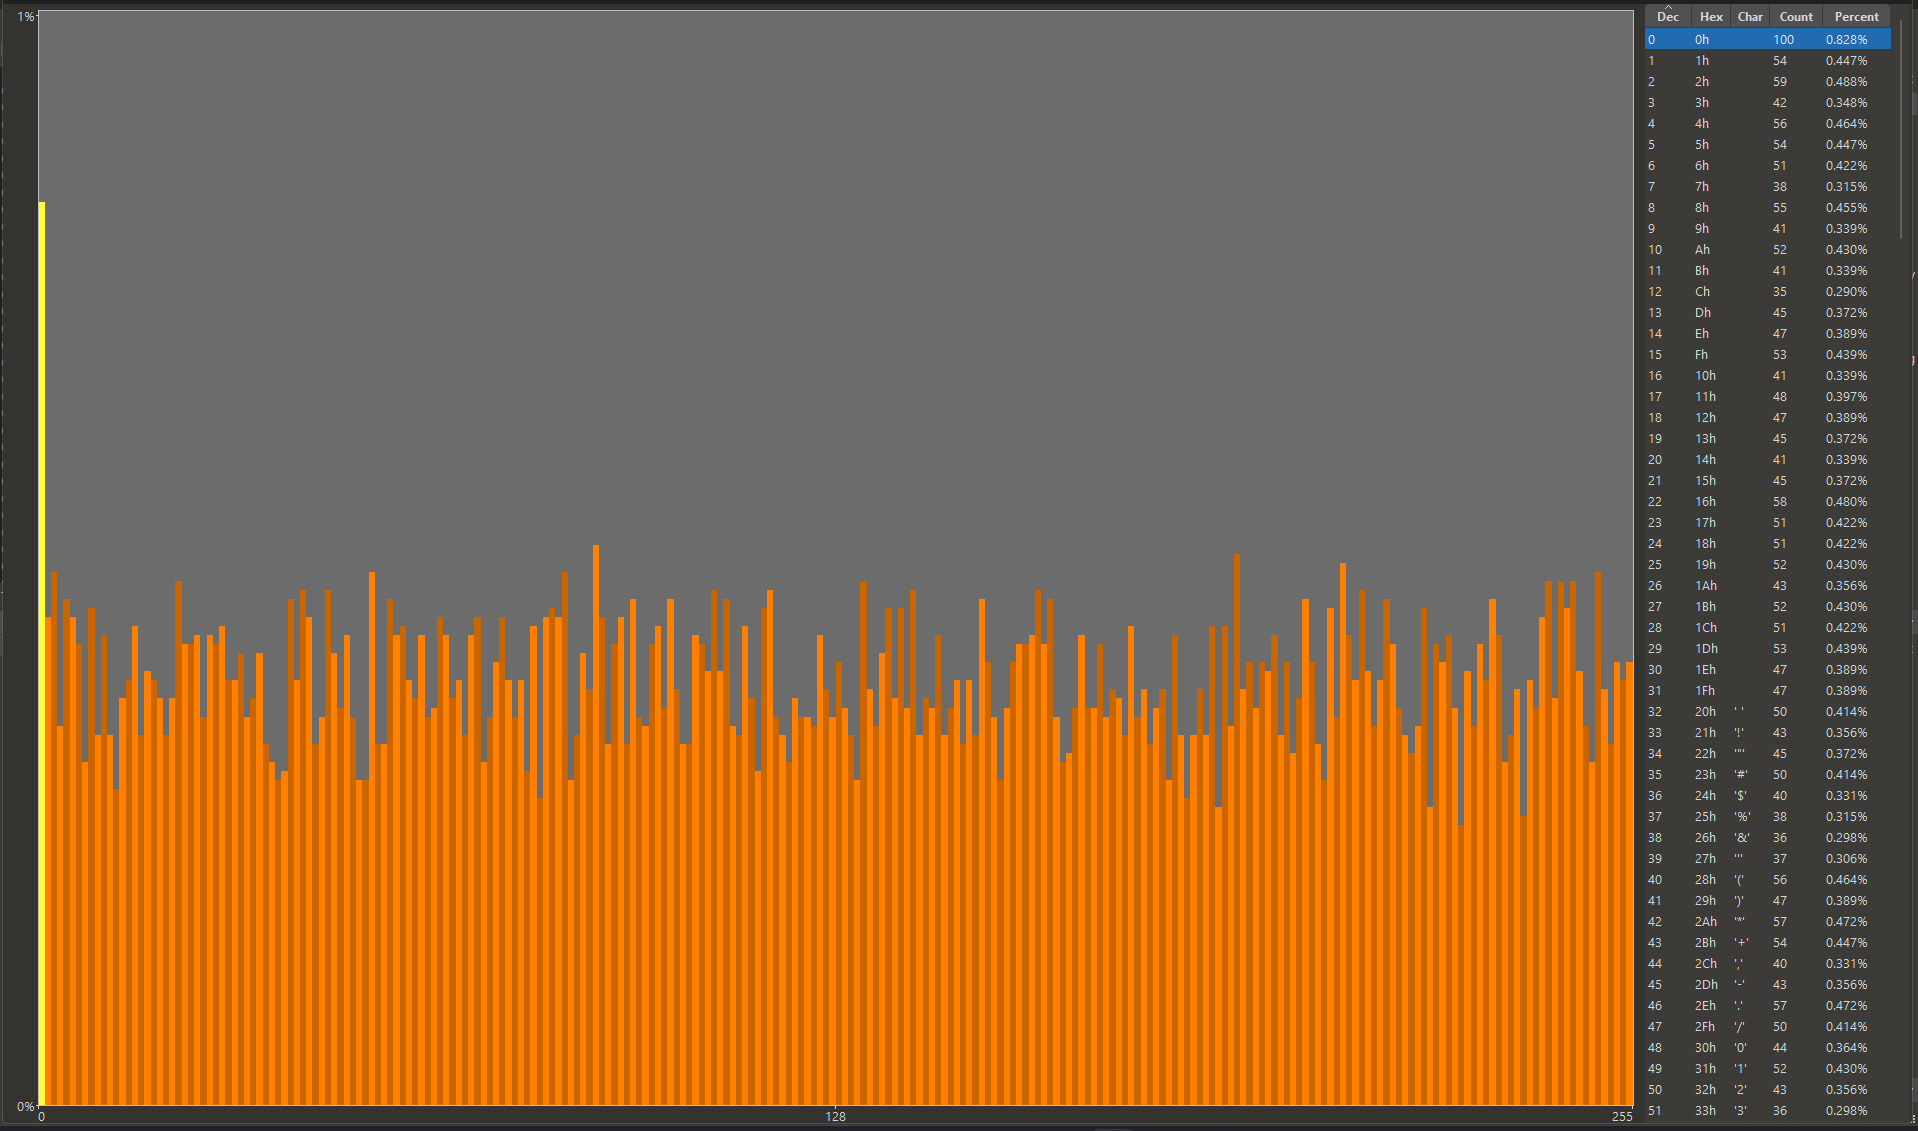 1%
0%
0 128 255
Dec Hex Char Count Percent
0 0h 100 0.828%
1 1h 54 0.447%
2 2h 59 0.488%
3 3h 42 0.348%
4 4h 56 0.464%
5 5h 54 0.447%
6 6h 51 0.422%
7 7h 38 0.315%
8 8h 55 0.455%
9 9h 41 0.339%
10 Ah 52 0.430%
11 Bh 41 0.339%
12 Ch 35 0.290%
13 Dh 45 0.372%
14 Eh 47 0.389%
15 Fh 53 0.439%
16 10h 41 0.339%
17 11h 48 0.397%
18 12h 47 0.389%
19 13h 45 0.372%
20 14h 41 0.339%
21 15h 45 0.372%
22 16h 58 0.480%
23 17h 51 0.422%
24 18h 51 0.422%
25 19h 52 0.430%
26 1Ah 43 0.356%
27 1Bh 52 0.430%
28 1Ch 51 0.422%
29 1Dh 53 0.439%
30 1Eh 47 0.389%
31 1Fh 47 0.389%
32 20h ' ' 50 0.414%
33 21h '!' 43 0.356%
34 22h '"' 45 0.372%
35 23h '#' 50 0.414%
36 24h '$' 40 0.331%
37 25h '%' 38 0.315%
38 26h '&' 36 0.298%
39 27h ''' 37 0.306%
40 28h '(' 56 0.464%
41 29h ')' 47 0.389%
42 2Ah '*' 57 0.472%
43 2Bh '+' 54 0.447%
44 2Ch ',' 40 0.331%
45 2Dh '-' 43 0.356%
46 2Eh '.' 57 0.472%
47 2Fh '/' 50 0.414%
48 30h '0' 44 0.364%
49 31h '1' 52 0.430%
50 32h '2' 43 0.356%
51 33h '3' 36 0.298%